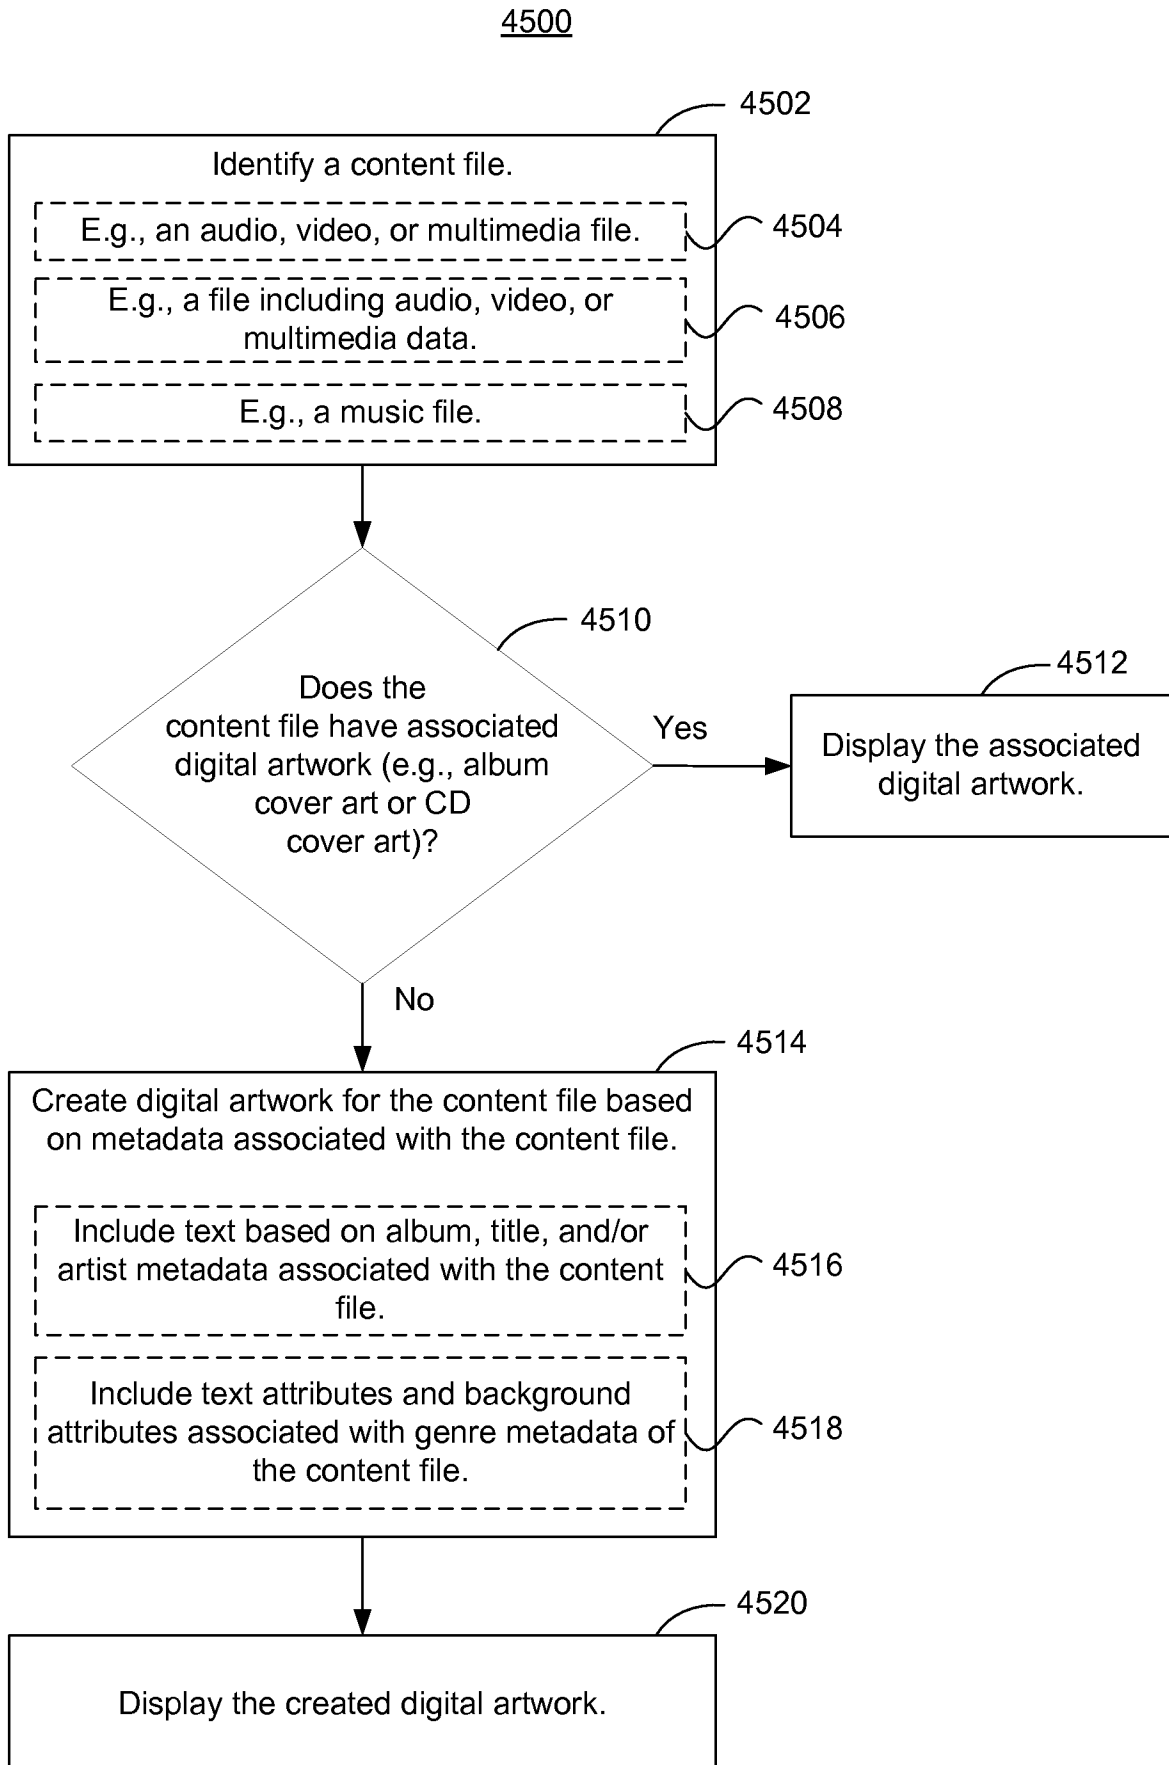 4500
4502
Identify a content file.
E.g., an audio, video, or multimedia file.
4504
E.g., a file including audio, video, or
multimedia data.
4506
E.g., a music file.
4508
4510
Does the
content file have associated
digital artwork (e.g., album
cover art or CD
cover art)?
Yes
4512
Display the associated
digital artwork.
No
4514
Create digital artwork for the content file based
on metadata associated with the content file.
Include text based on album, title, and/or
artist metadata associated with the content
file.
4516
Include text attributes and background
attributes associated with genre metadata of
the content file.
4518
4520
Display the created digital artwork.